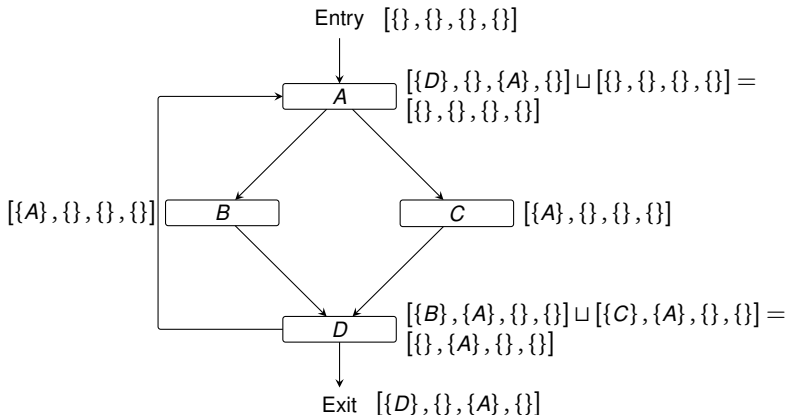 Entry [{}, {}, {}, {}]
A
[{D}, {}, {A}, {}] ⊔ [{}, {}, {}, {}] =
[{}, {}, {}, {}]
[{A}, {}, {}, {}]
B
C
[{A}, {}, {}, {}]
D
[{B}, {A}, {}, {}] ⊔ [{C}, {A}, {}, {}] =
[{}, {A}, {}, {}]
Exit [{D}, {}, {A}, {}]